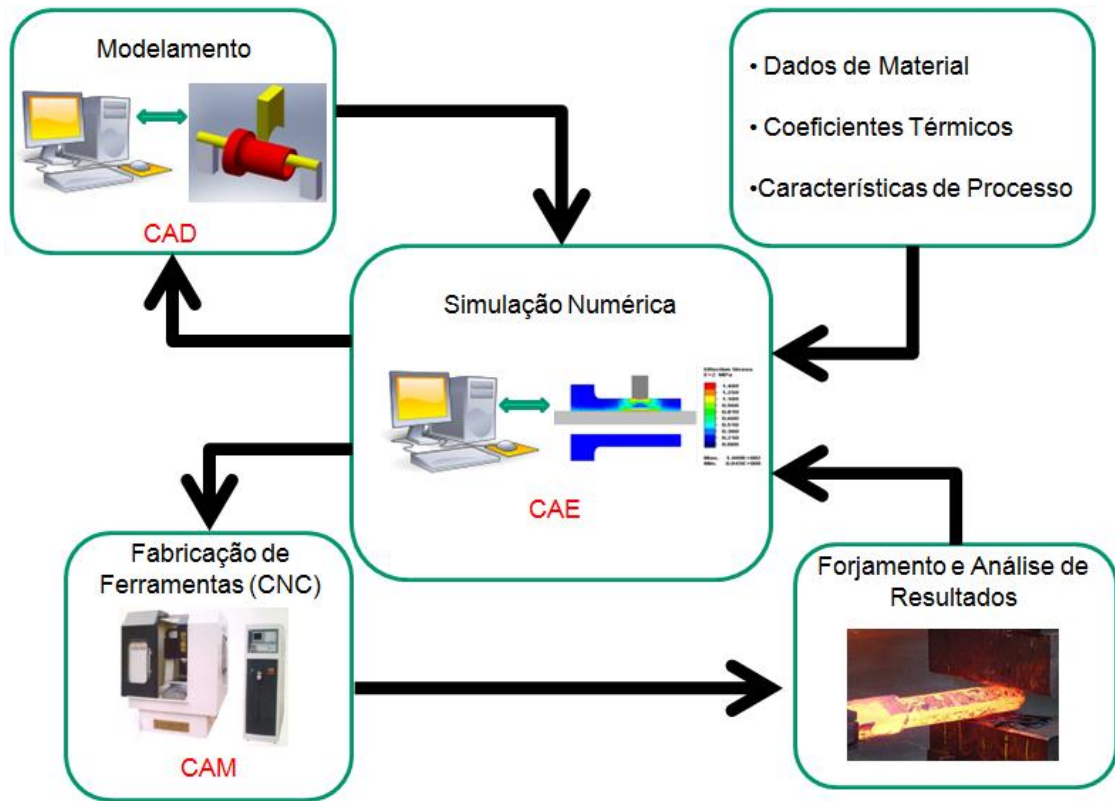 Modelamento
CAD
• Dados de Material
• Coeficientes Térmicos
•Características de Processo
Simulação Numérica
CAE
Fabricação de
Ferramentas (CNC)
CAM
Forjamento e Análise de
Resultados